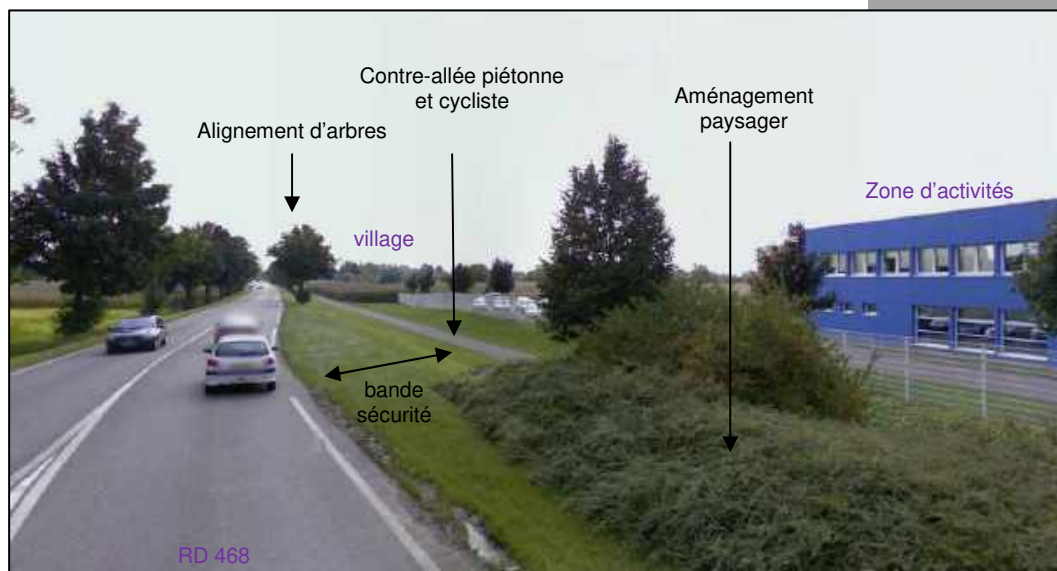 Contre-allée piétonne
et cycliste
Aménagement
paysager
Alignement d'arbres
Zone d'activités
village
bande
sécurité
RD 468